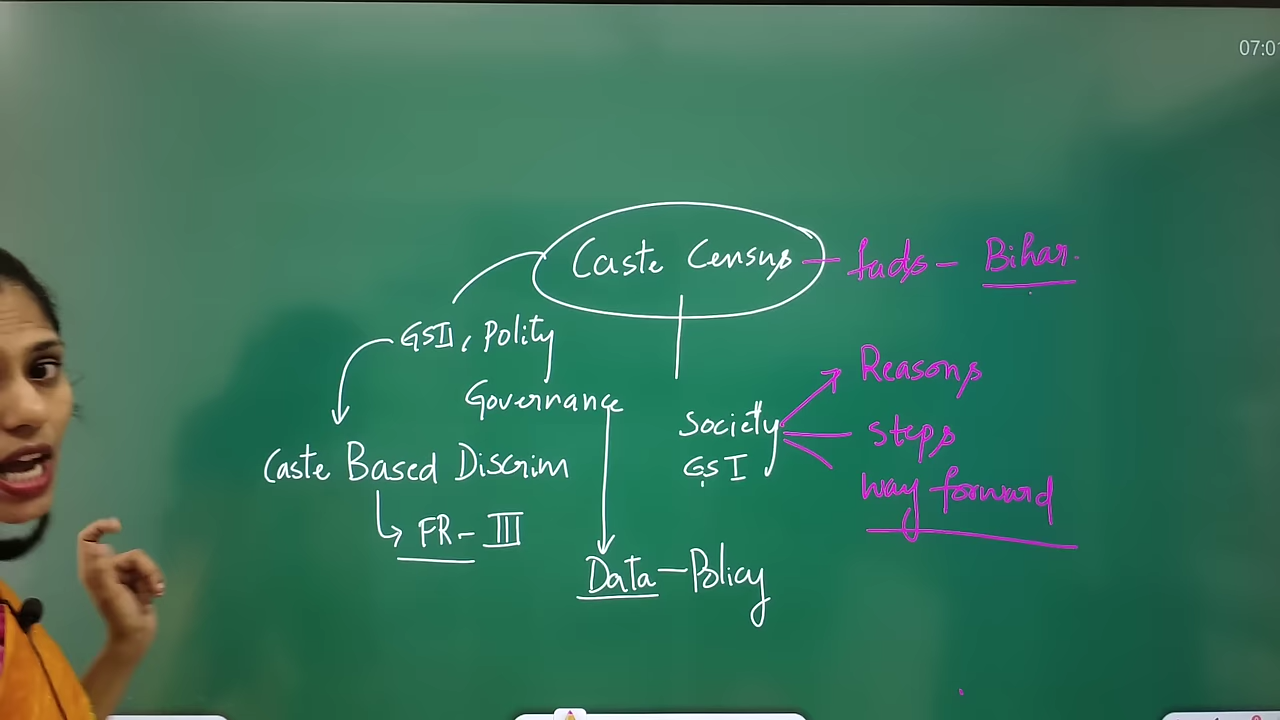 07:01
Caste Census - facts - Bihar.
GSII, Polity
Governance
Caste Based Discrim
FR - III
Data - Policy
Society
GS I
Reasons
steps
way forward